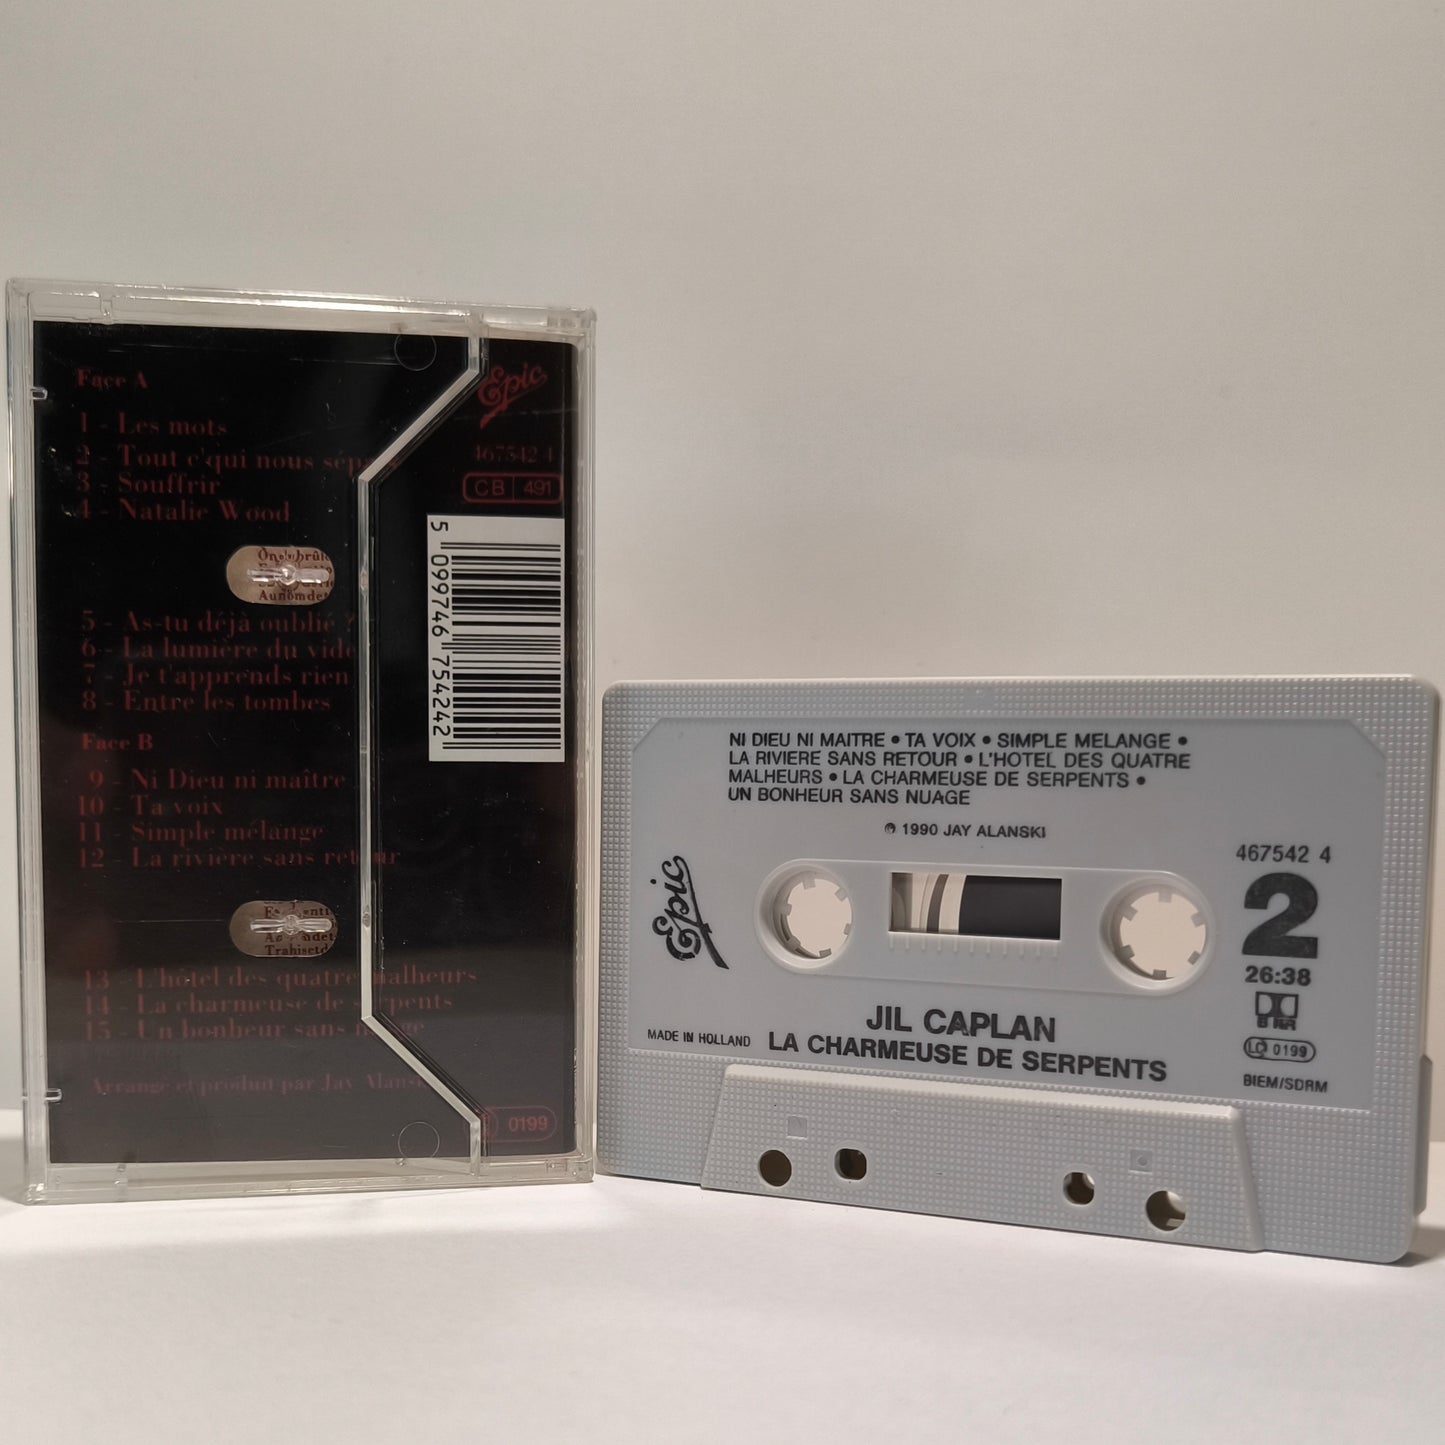 Face A
1 - Les mots
2 - Tout c'qui nous
3 - Souffrir
4 - Natalie Wood
5 - As-tu déjà oublié ?
6 - La lumière du vide
7 - Je t'apprends rien
8 - Entre les tombes
Face B
9 - Ni Dieu ni maître
10 - Ta voix
11 - Simple mélange
12 - La rivière sans retour
13 - L'hôtel des quatre malheurs
14 - La charmeuse de serpents
15 - Un bonheur sans nuage
Arrangé et produit par Jay Alanski
Epic
467542 4
CB 491
5 099746 754242
0199
NI DIEU NI MAITRE • TA VOIX • SIMPLE MELANGE •
LA RIVIERE SANS RETOUR • L'HOTEL DES QUATRE
MALHEURS • LA CHARMEUSE DE SERPENTS •
UN BONHEUR SANS NUAGE
℗ 1990 JAY ALANSKI
Epic
467542 4
2
26:38
B NR
LC 0199
BIEM/SDRM
MADE IN HOLLAND
JIL CAPLAN
LA CHARMEUSE DE SERPENTS